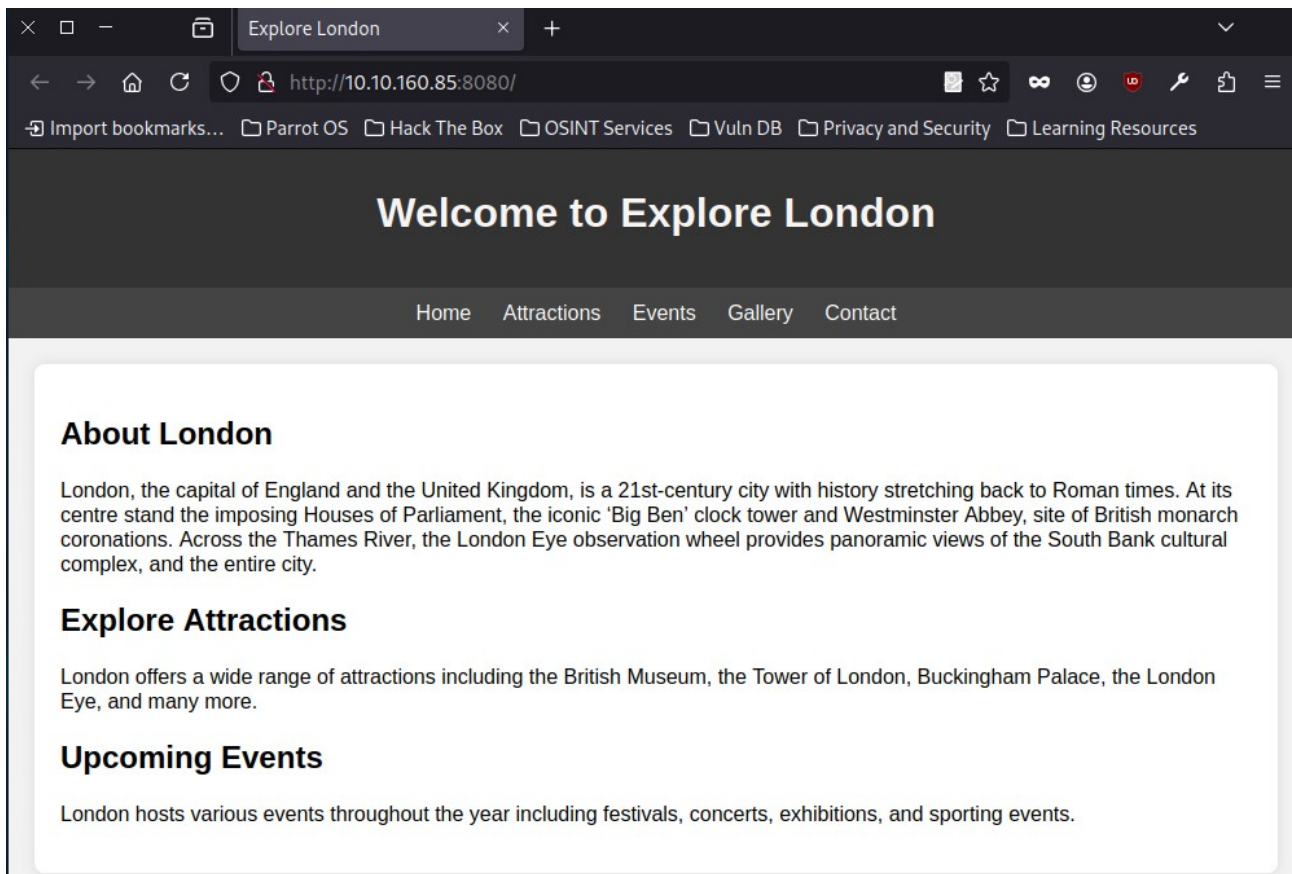 Explore London
http://10.10.160.85:8080/
Import bookmarks... Parrot OS Hack The Box OSINT Services Vuln DB Privacy and Security Learning Resources
Welcome to Explore London
Home Attractions Events Gallery Contact
About London
London, the capital of England and the United Kingdom, is a 21st-century city with history stretching back to Roman times. At its
centre stand the imposing Houses of Parliament, the iconic ‘Big Ben’ clock tower and Westminster Abbey, site of British monarch
coronations. Across the Thames River, the London Eye observation wheel provides panoramic views of the South Bank cultural
complex, and the entire city.
Explore Attractions
London offers a wide range of attractions including the British Museum, the Tower of London, Buckingham Palace, the London
Eye, and many more.
Upcoming Events
London hosts various events throughout the year including festivals, concerts, exhibitions, and sporting events.